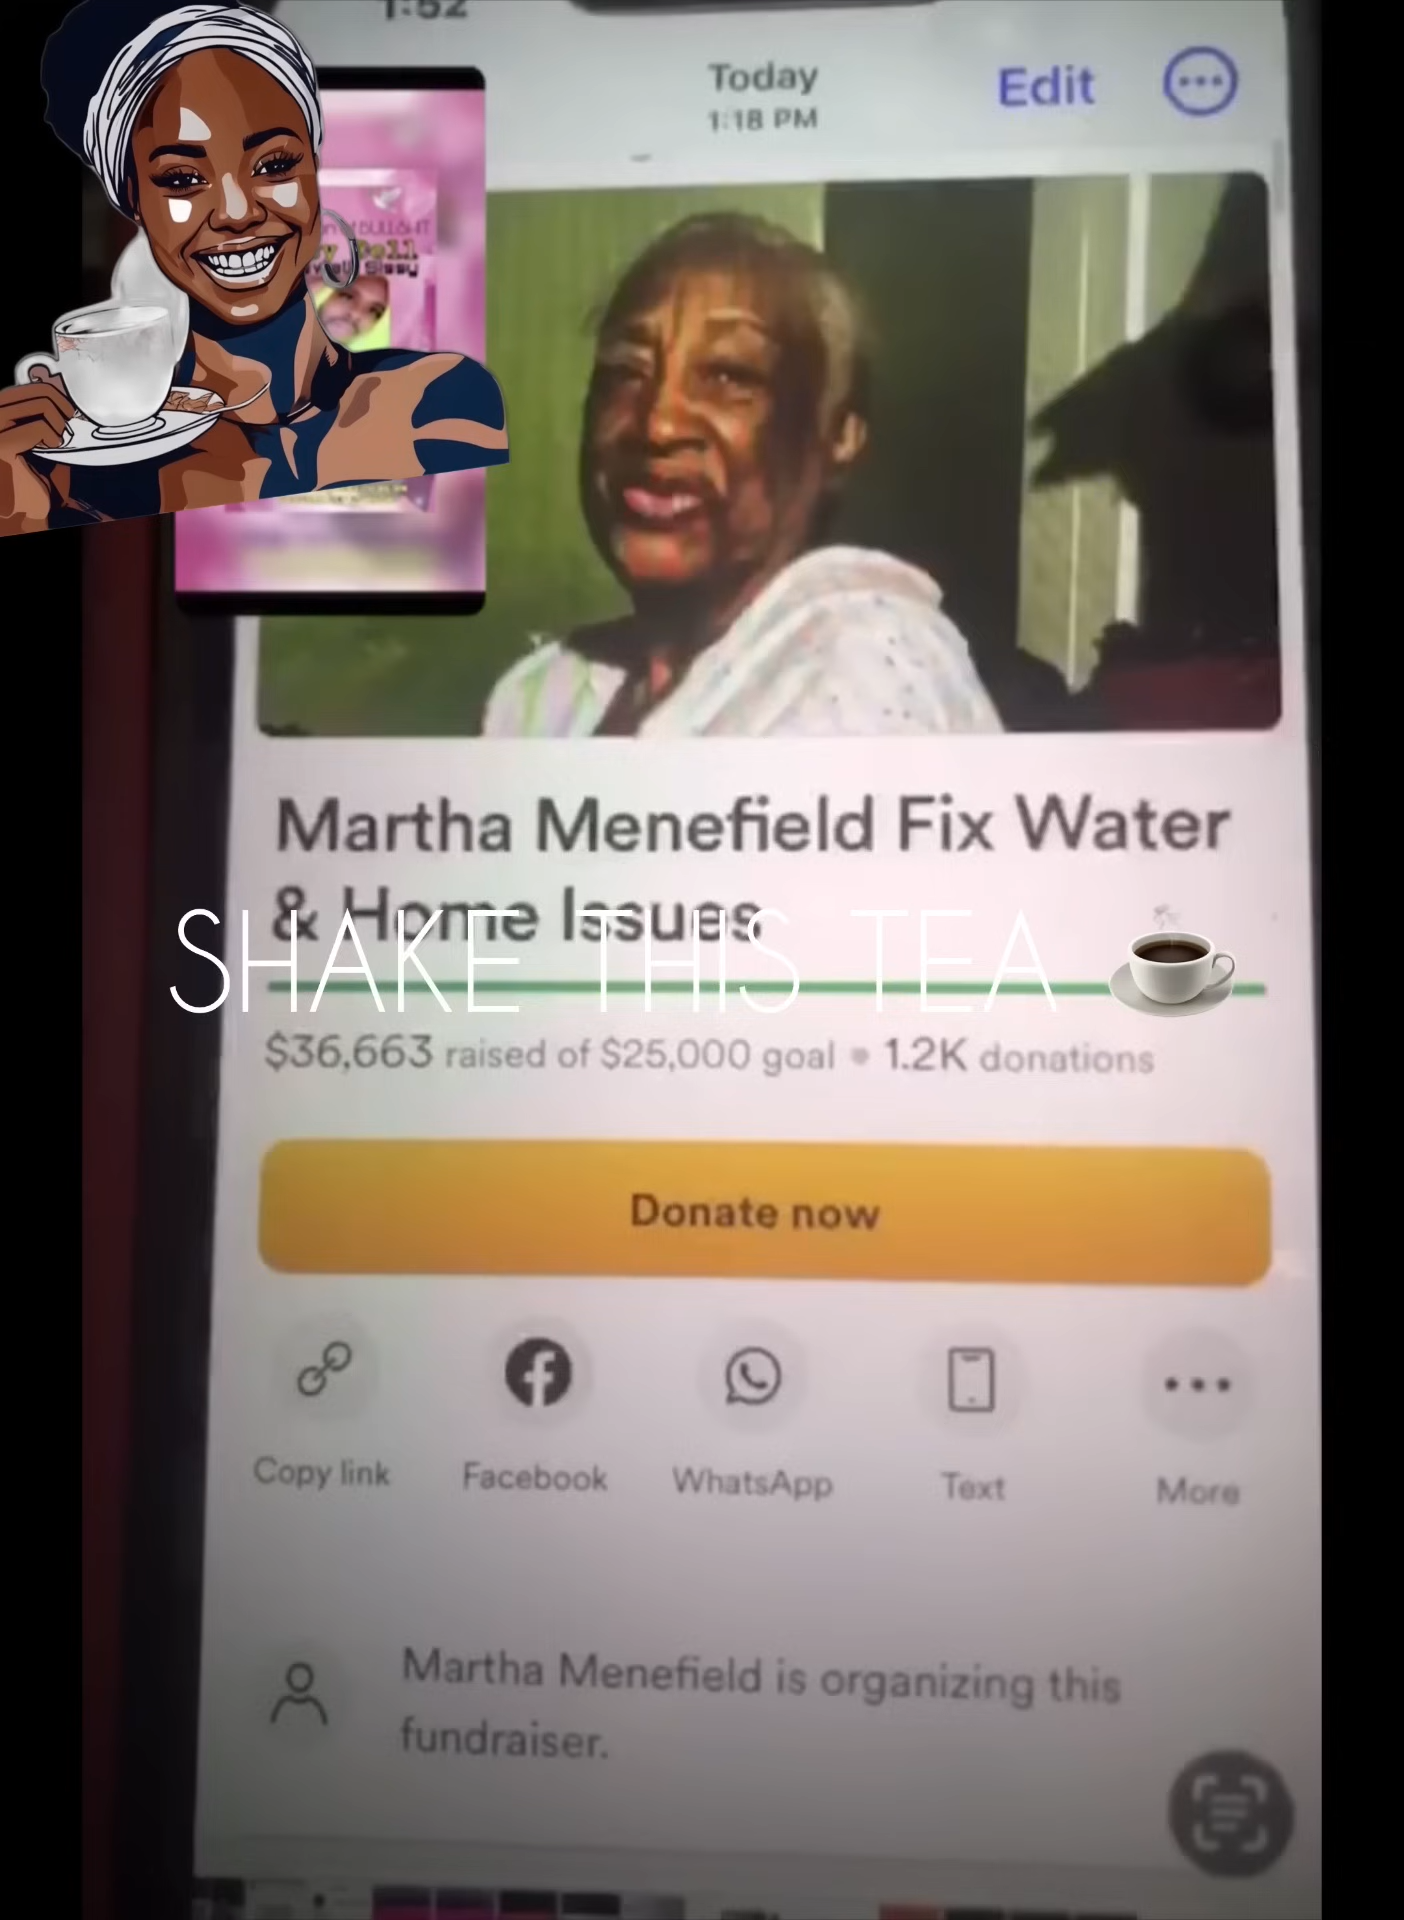 1:52
Today
1:18 PM
Edit
Martha Menefield Fix Water
& Home Issues
SHAKE THIS TEA
$36,663 raised of $25,000 goal • 1.2K donations
Donate now
Copy link
Facebook
WhatsApp
Text
More
Martha Menefield is organizing this
fundraiser.